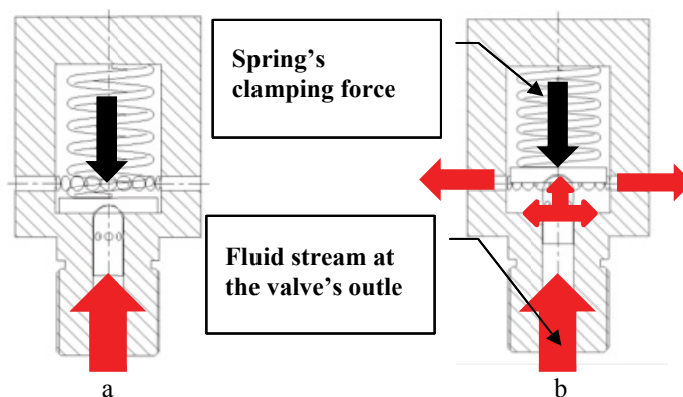 Spring's
clamping force
Fluid stream at
the valve's outle
a
b